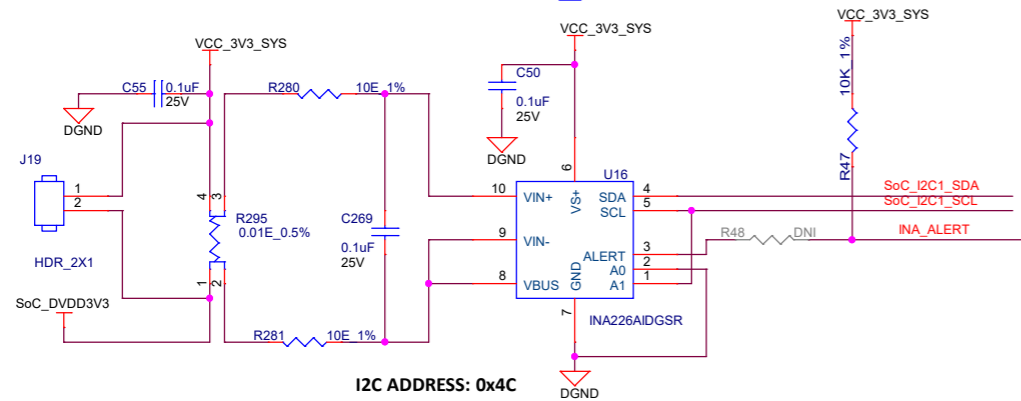 VCC_3V3_SYS
VCC_3V3_SYS
VCC_3V3_SYS
C55
0.1uF
25V
DGND
R280
10E_1%
C50
0.1uF
25V
DGND
10K_1%
R47
J19
1
2
HDR_2X1
4
3
R295
0.01E_0.5%
1
2
C269
0.1uF
25V
SoC_DVDD3V3
R281
10E_1%
6
U16
10
VIN+
VS+
SDA
4
SoC_I2C1_SDA
SCL
5
SoC_I2C1_SCL
9
VIN-
R48
DNI
INA_ALERT
ALERT
3
8
VBUS
GND
A0
2
A1
1
7
INA226AIDGSR
DGND
I2C ADDRESS: 0x4C